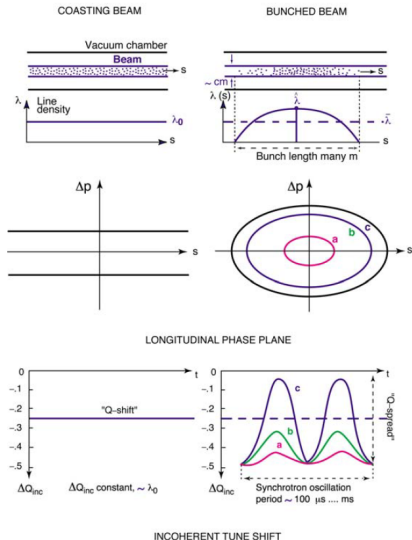 COASTING BEAM
BUNCHED BEAM
Vacuum chamber
Beam
s
s
~ cm
λ
Line
density
λ0
s
λ (s)
λ̂
λ̄
s
Bunch length many m
Δp
s
Δp
a
b
c
s
LONGITUDINAL PHASE PLANE
0
t
-.1
-.2
"Q-shift"
-.3
-.4
-.5
ΔQinc
ΔQinc constant, ~ λ0
0
t
-.1
-.2
-.3
-.4
-.5
c
b
a
"Q-spread"
ΔQinc
Synchrotron oscillation
period ~ 100 μs .... ms
INCOHERENT TUNE SHIFT